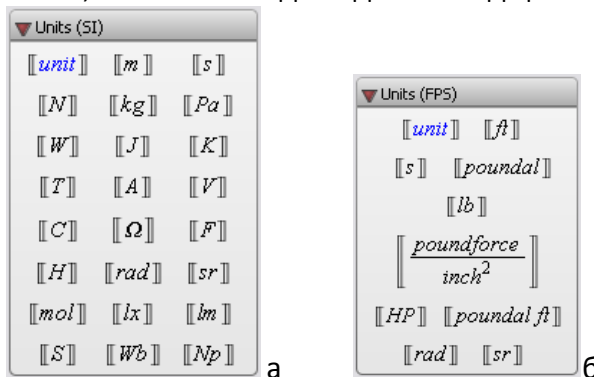 Units (SI)
⟦unit⟧ ⟦m⟧ ⟦s⟧
⟦N⟧ ⟦kg⟧ ⟦Pa⟧
⟦W⟧ ⟦J⟧ ⟦K⟧
⟦T⟧ ⟦A⟧ ⟦V⟧
⟦C⟧ ⟦Ω⟧ ⟦F⟧
⟦H⟧ ⟦rad⟧ ⟦sr⟧
⟦mol⟧ ⟦lx⟧ ⟦lm⟧
⟦S⟧ ⟦Wb⟧ ⟦Np⟧
а
Units (FPS)
⟦unit⟧ ⟦ft⟧
⟦s⟧ ⟦poundal⟧
⟦lb⟧
⟦poundforce
inch²⟧
⟦HP⟧ ⟦poundal ft⟧
⟦rad⟧ ⟦sr⟧
б